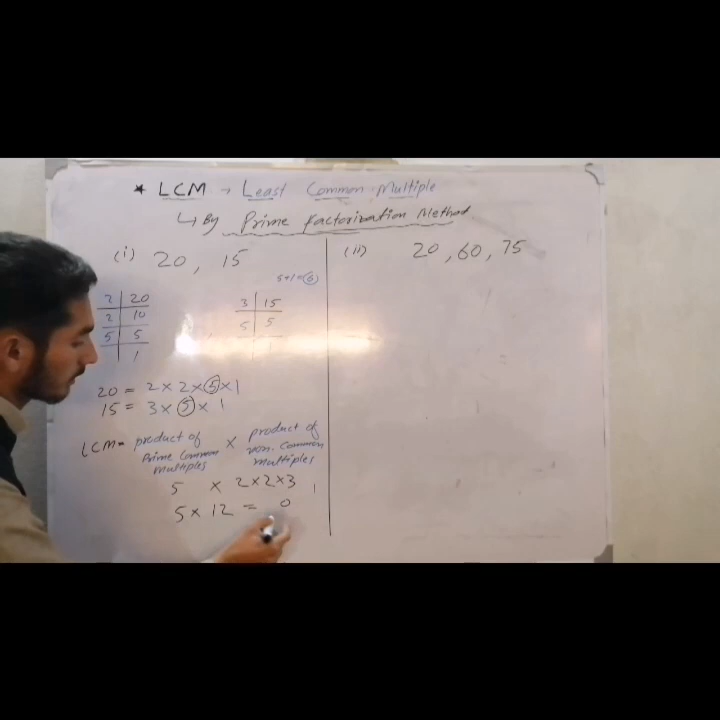 * LCM → Least Common Multiple
↳ By Prime Factorization Method
(i) 20, 15
5+1=6
2 | 20
2 | 10
5 | 5
1
3 | 15
5 | 5
1
20 = 2 × 2 × 5 × 1
15 = 3 × 5 × 1
LCM = product of Prime Common Multiples × product of non. Common Multiples
5 × 2×2×3
5 × 12 = 0
(ii) 20, 60, 75